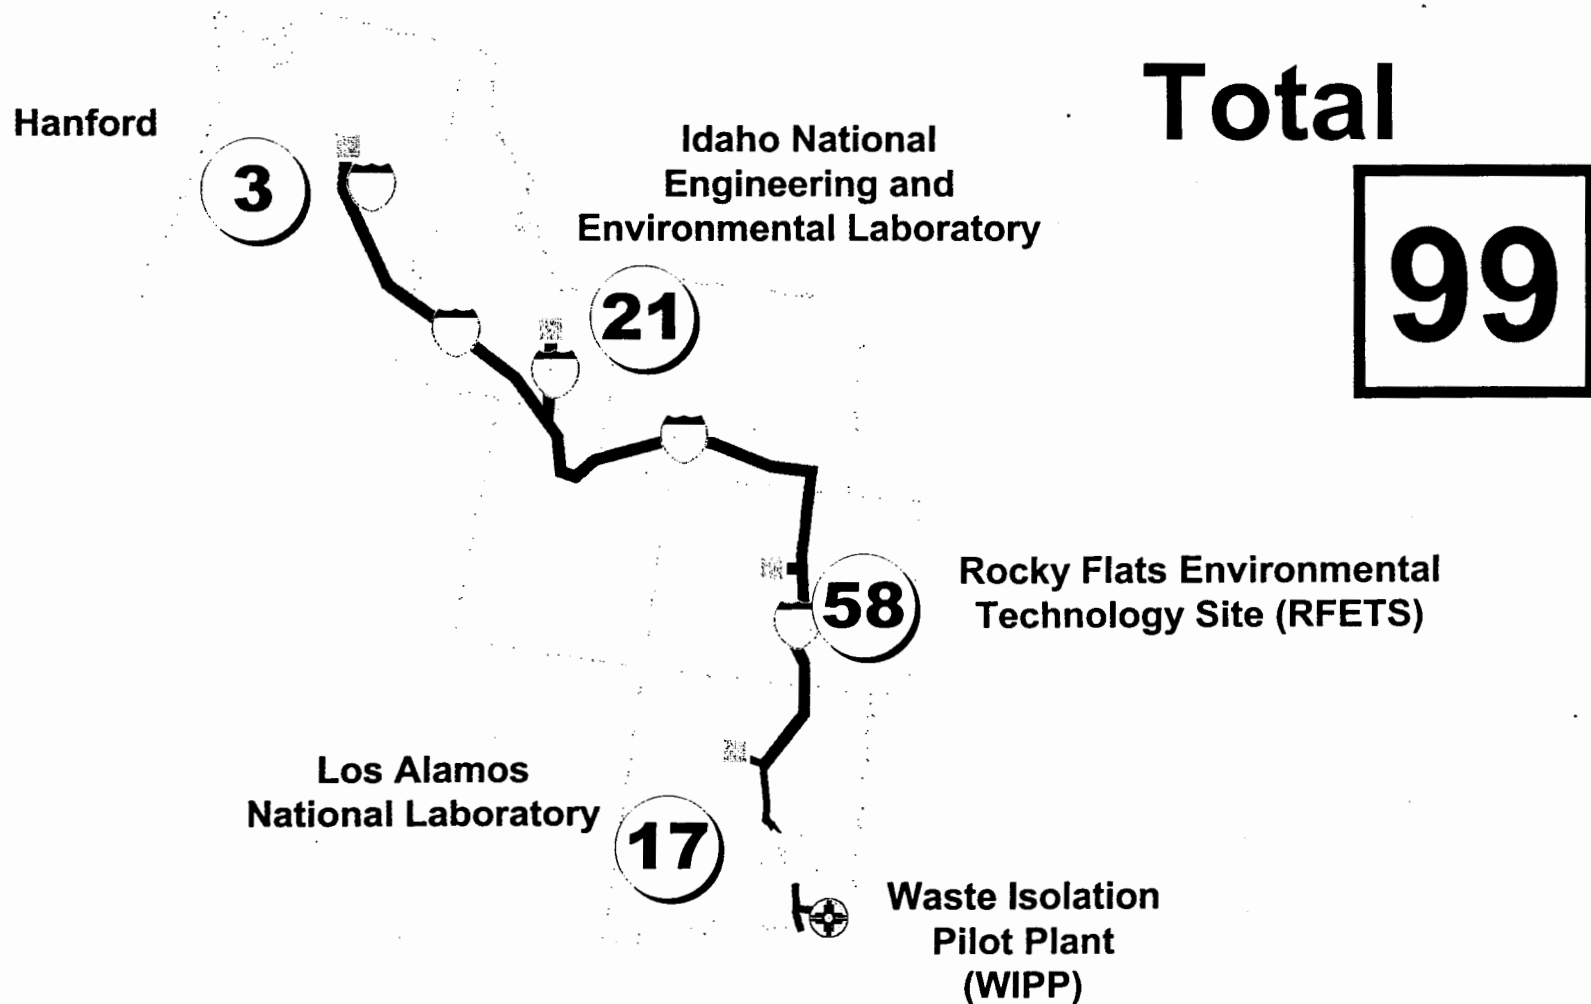 Total
99
Hanford
3
Idaho National
Engineering and
Environmental Laboratory
21
Rocky Flats Environmental
Technology Site (RFETS)
58
Los Alamos
National Laboratory
17
Waste Isolation
Pilot Plant
(WIPP)